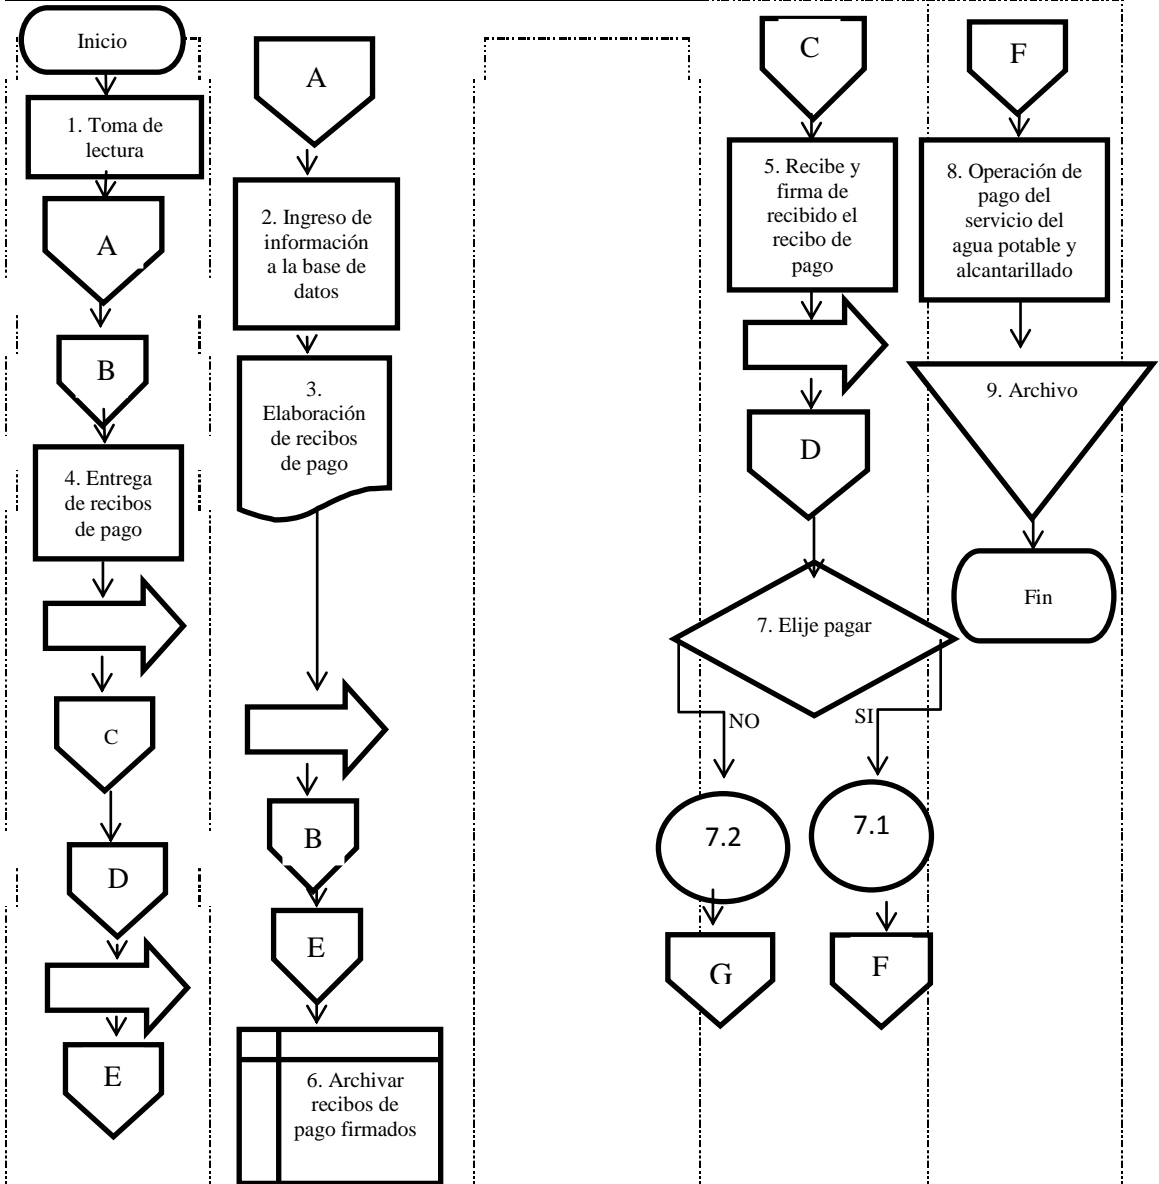 Inicio
1. Toma de
lectura
A
B
4. Entrega
de recibos
de pago
C
D
E
A
2. Ingreso de
información
a la base de
datos
3.
Elaboración
de recibos
de pago
B
E
6. Archivar
recibos de
pago firmados
C
5. Recibe y
firma de
recibido el
recibo de
pago
D
7. Elije pagar
NO
SI
7.2
7.1
G
F
F
8. Operación de
pago del
servicio del
agua potable y
alcantarillado
9. Archivo
Fin